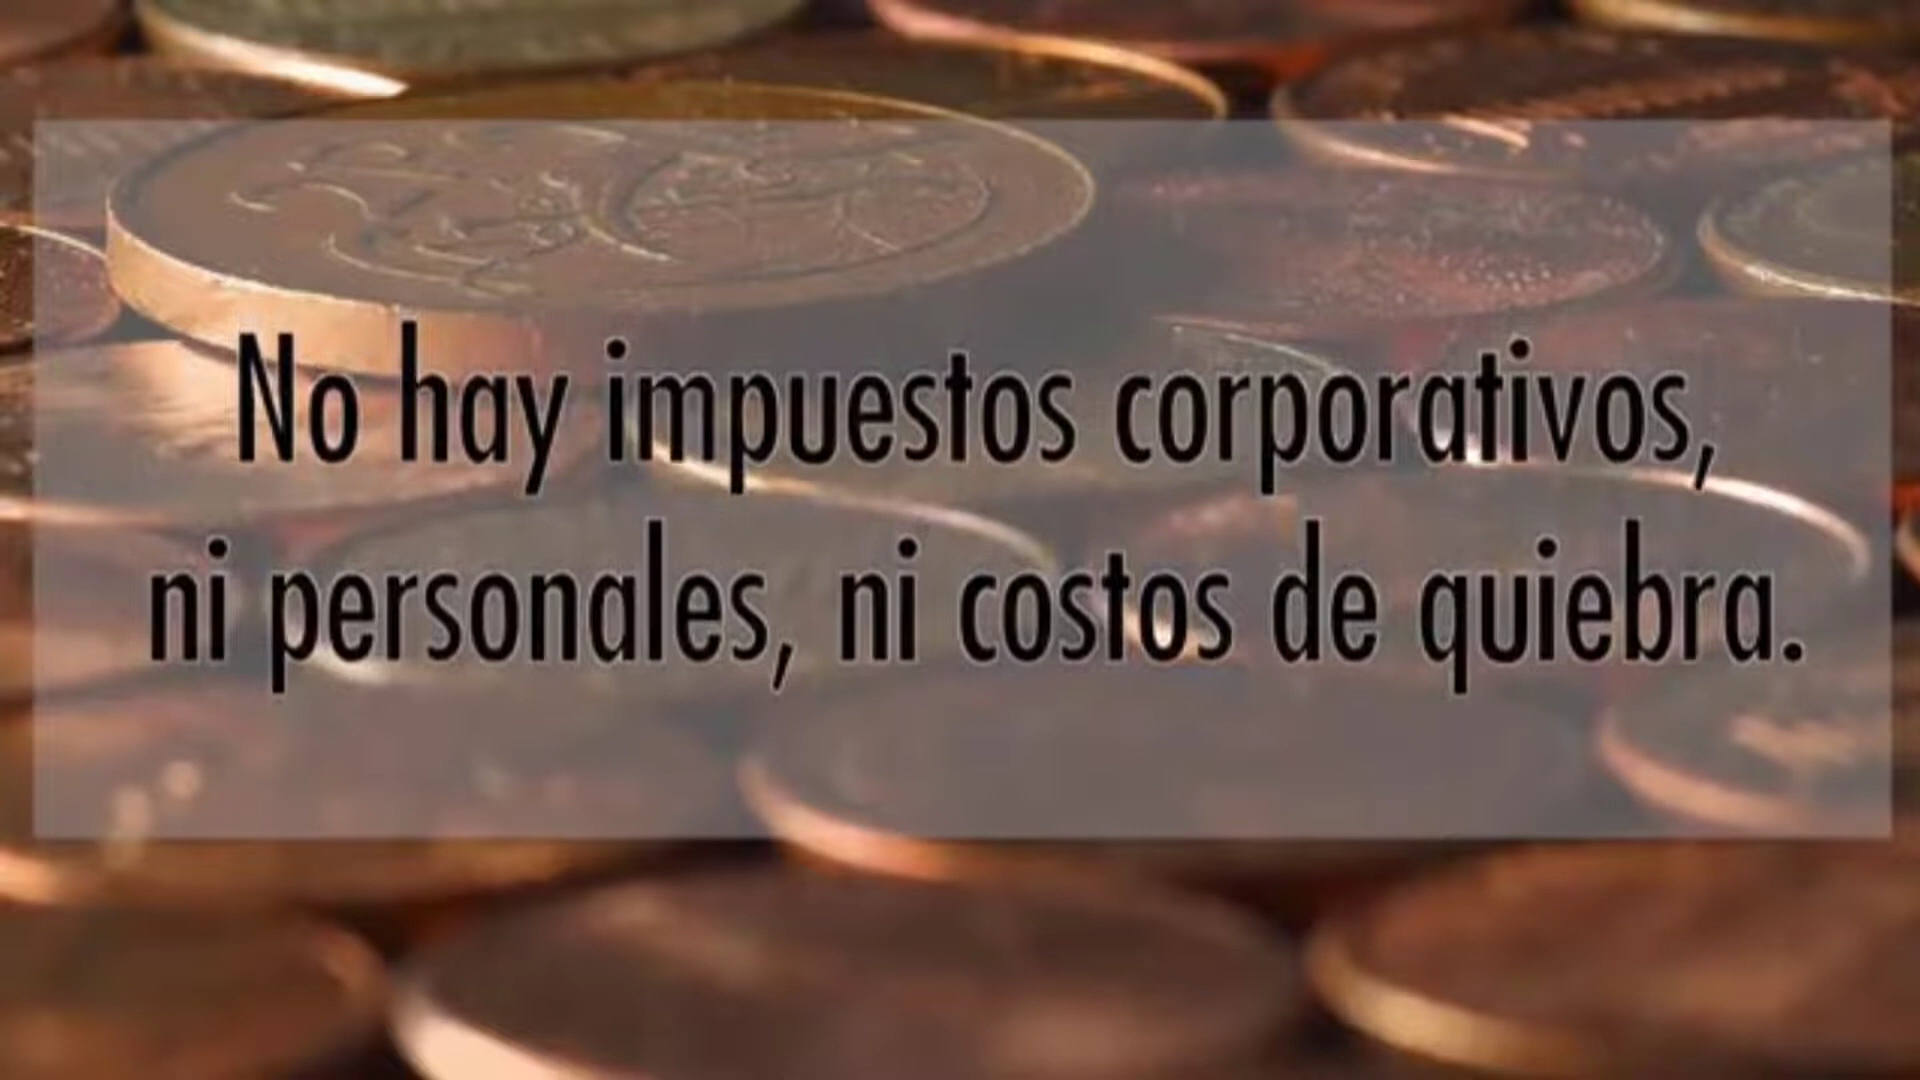 No hay impuestos corporativos,
ni personales, ni costos de quiebra.